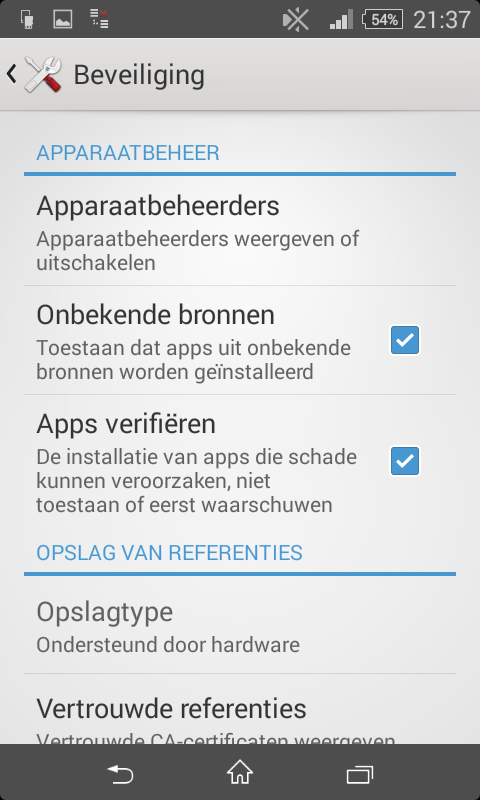 54%
21:37
Beveiliging
APPARAATBEHEER
Apparaatbeheerders
Apparaatbeheerders weergeven of
uitschakelen
Onbekende bronnen
Toestaan dat apps uit onbekende
bronnen worden geïnstalleerd
Apps verifiëren
De installatie van apps die schade
kunnen veroorzaken, niet
toestaan of eerst waarschuwen
OPSLAG VAN REFERENTIES
Opslagtype
Ondersteund door hardware
Vertrouwde referenties
Vertrouwde CA-certificaten weergeven